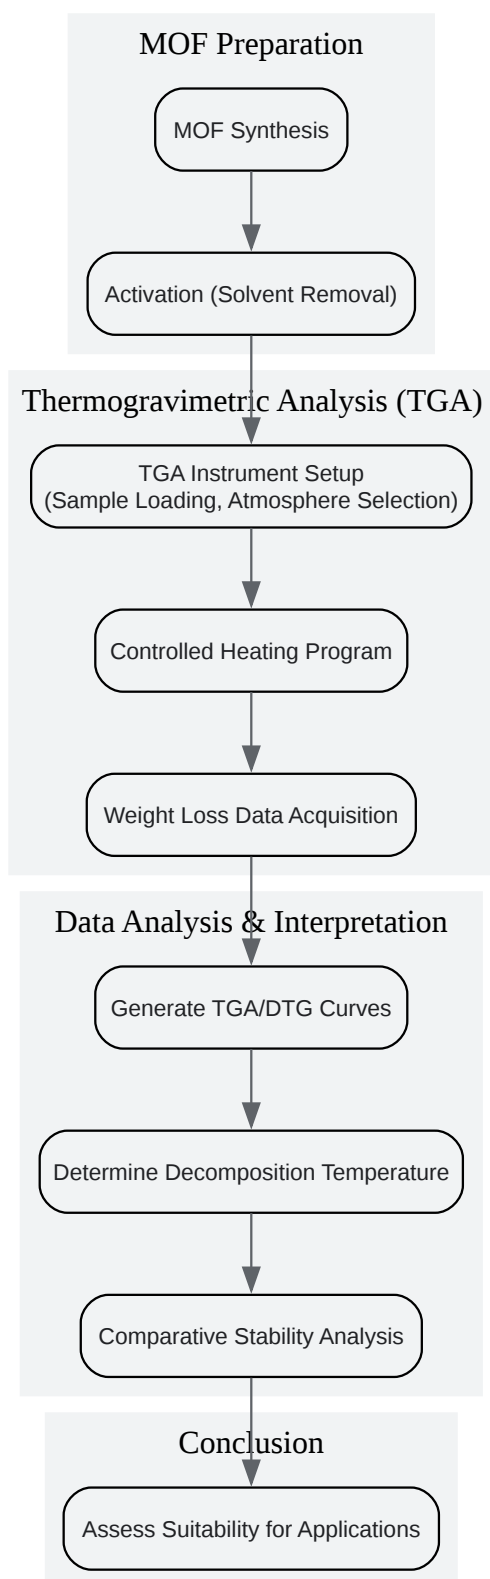 MOF Preparation
MOF Synthesis
Activation (Solvent Removal)
Thermogravimetric Analysis (TGA)
TGA Instrument Setup
(Sample Loading, Atmosphere Selection)
Controlled Heating Program
Weight Loss Data Acquisition
Data Analysis & Interpretation
Generate TGA/DTG Curves
Determine Decomposition Temperature
Comparative Stability Analysis
Conclusion
Assess Suitability for Applications